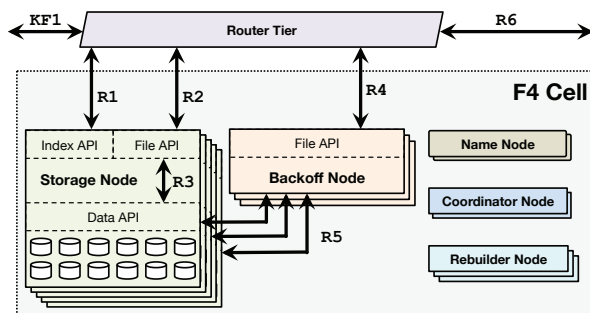 KF1
Router Tier
R6
R1
R2
R4
F4 Cell
Index API
File API
File API
Name Node
Storage Node
R3
Backoff Node
Data API
Coordinator Node
R5
Rebuilder Node